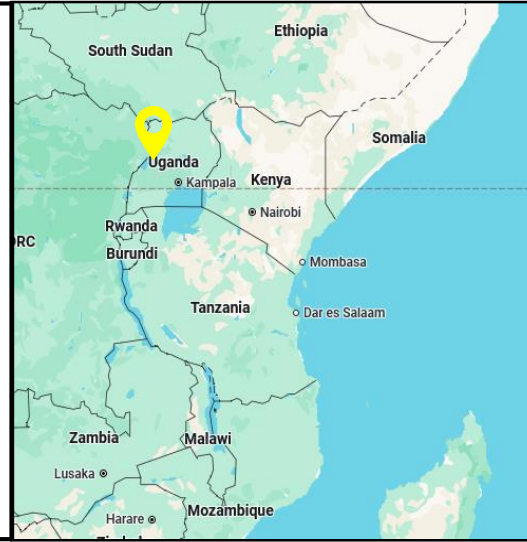 Ethiopia
South Sudan
Somalia
Uganda
Kampala
Kenya
Nairobi
Rwanda
DRC
Burundi
Mombasa
Tanzania
Dar es Salaam
Zambia
Malawi
Lusaka
Mozambique
Harare